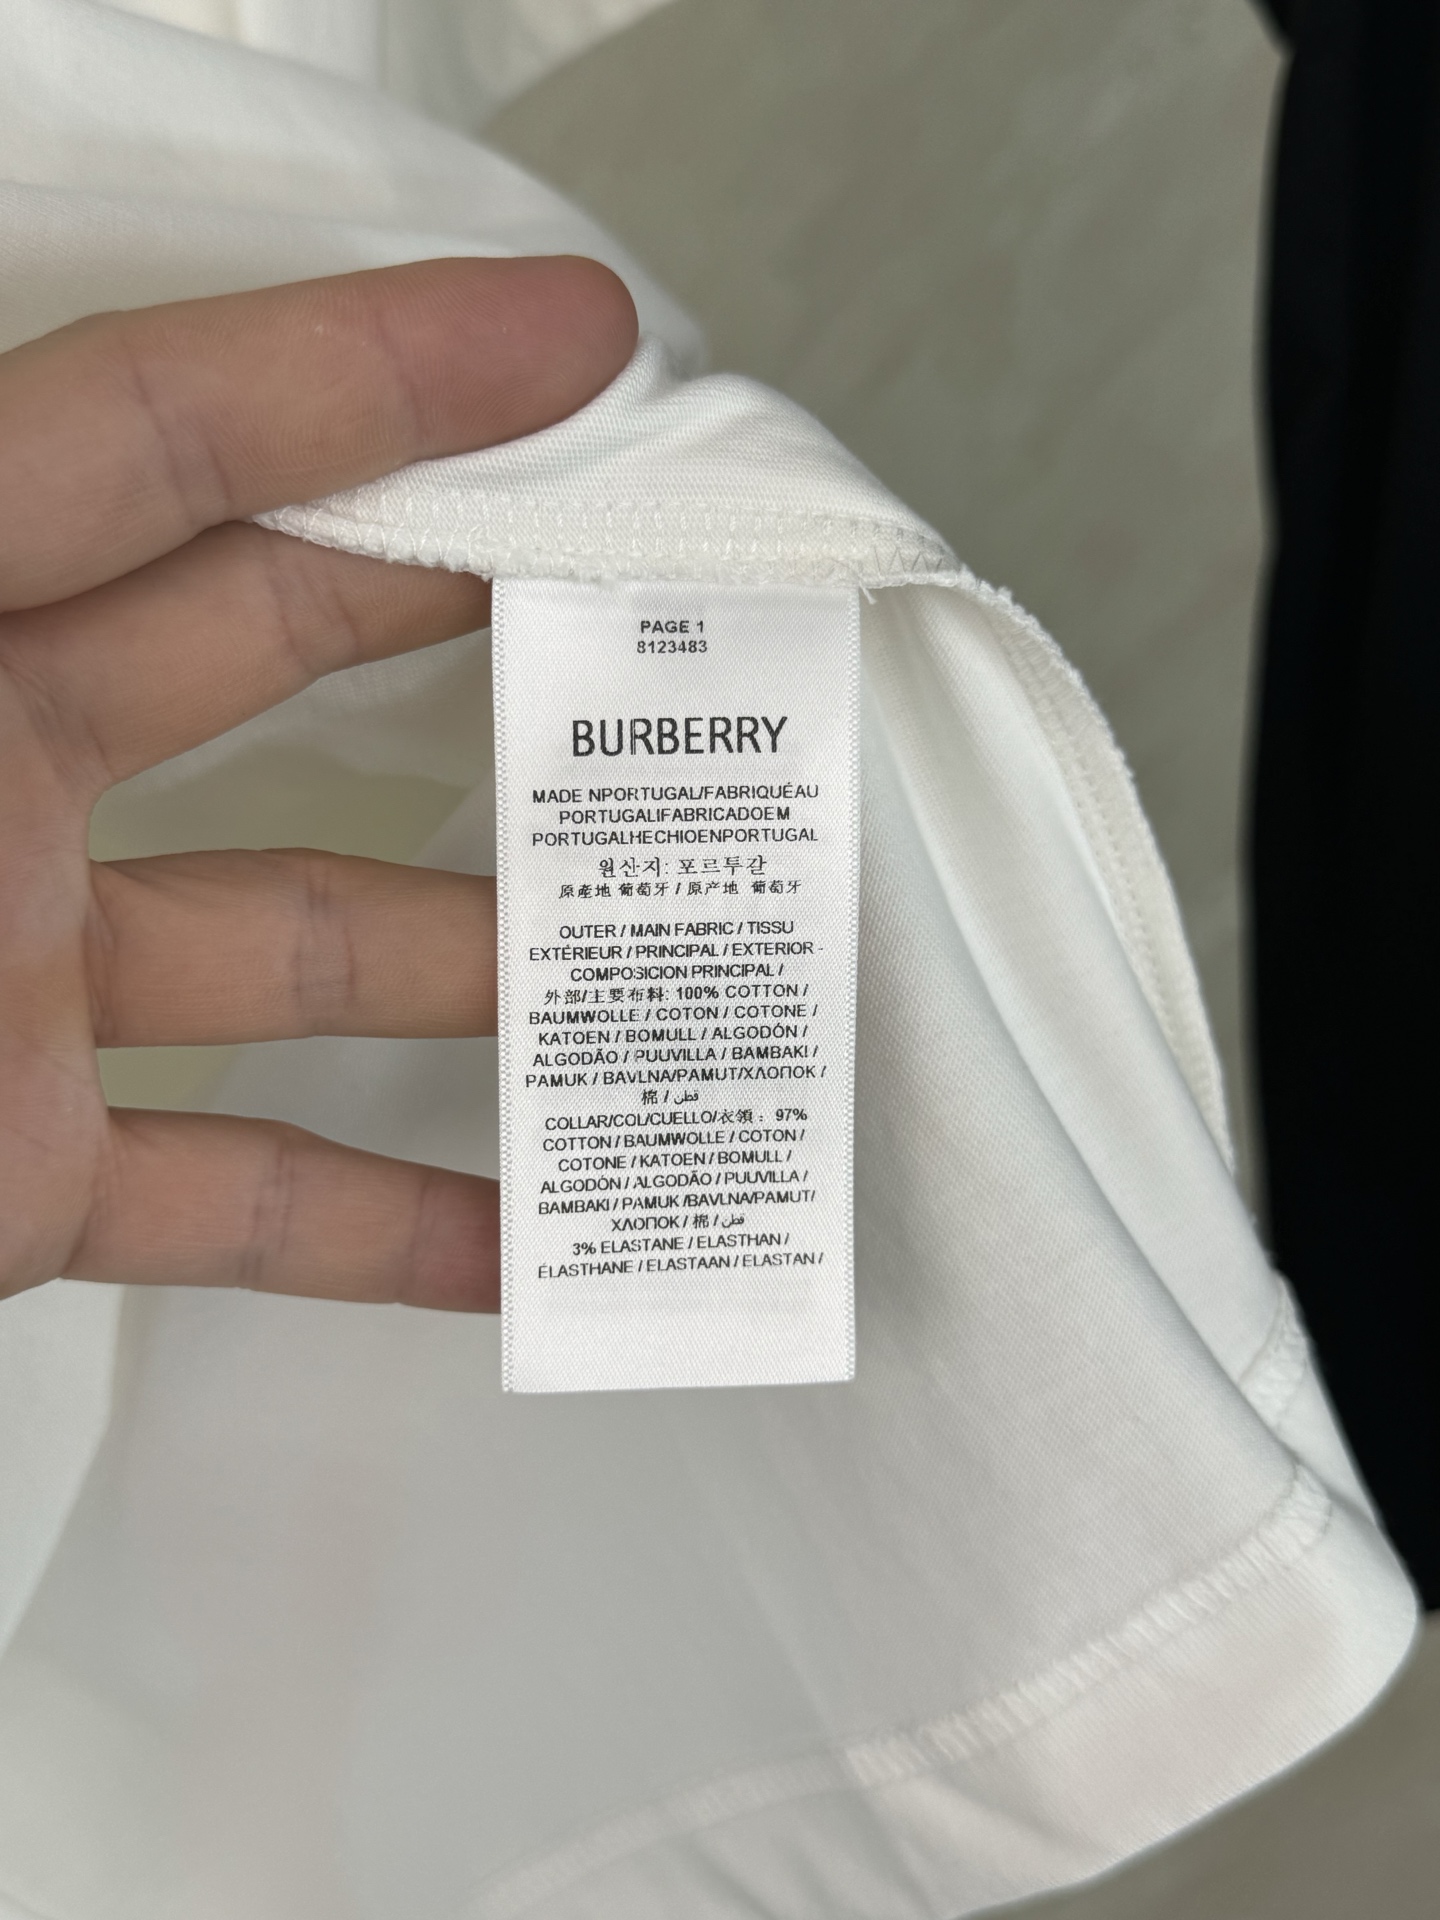 PAGE 1
8123483
BURBERRY
MADE NPORTUGAL/FABRIQUÉAU
PORTUGALIFABRICADOEM
PORTUGALHECHIOENPORTUGAL
원산지: 포르투갈
原產地 葡萄牙 / 原产地 葡萄牙
OUTER / MAIN FABRIC / TISSU
EXTÉRIEUR / PRINCIPAL / EXTERIOR -
COMPOSICION PRINCIPAL /
外部/主要布料: 100% COTTON /
BAUMWOLLE / COTON / COTONE /
KATOEN / BOMULL / ALGODÓN /
ALGODÃO / PUUVILLA / BAMBAKI /
PAMUK / BAVLNA/PAMUT/ХΛОПОК /
棉 / قطن
COLLAR/COL/CUELLO/衣領 : 97%
COTTON / BAUMWOLLE / COTON /
COTONE / KATOEN / BOMULL /
ALGODÓN / ALGODÃO / PUUVILLA /
BAMBAKI / PAMUK /BAVLNA/PAMUT/
ХΛОПОК / 棉 / قطن
3% ELASTANE / ELASTHAN /
ÉLASTHANE / ELASTAAN / ELASTAN /